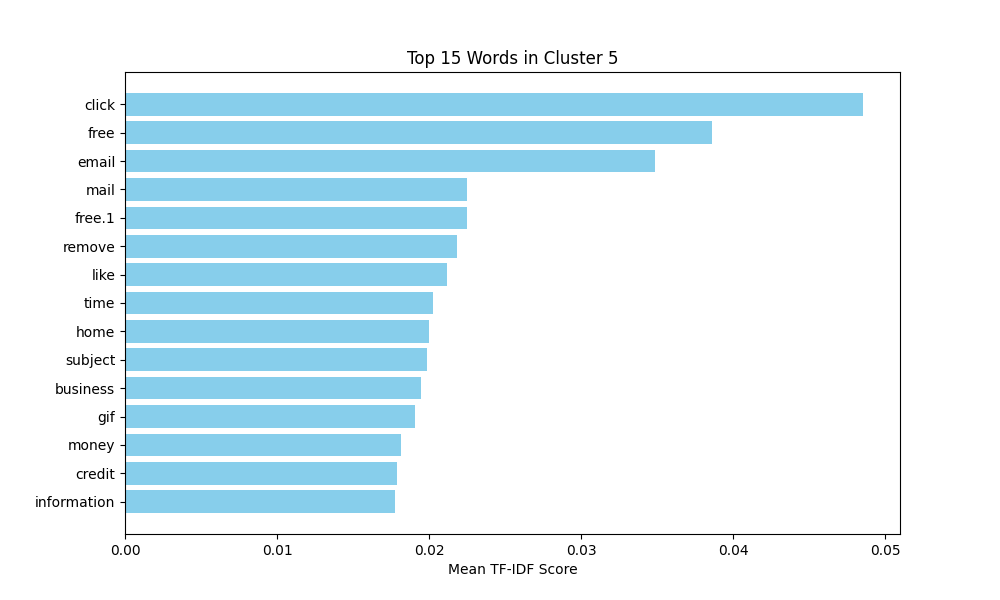 Top 15 Words in Cluster 5
click
free
email
mail
free.1
remove
like
time
home
subject
business
gif
money
credit
information
0.00 0.01 0.02 0.03 0.04 0.05
Mean TF-IDF Score